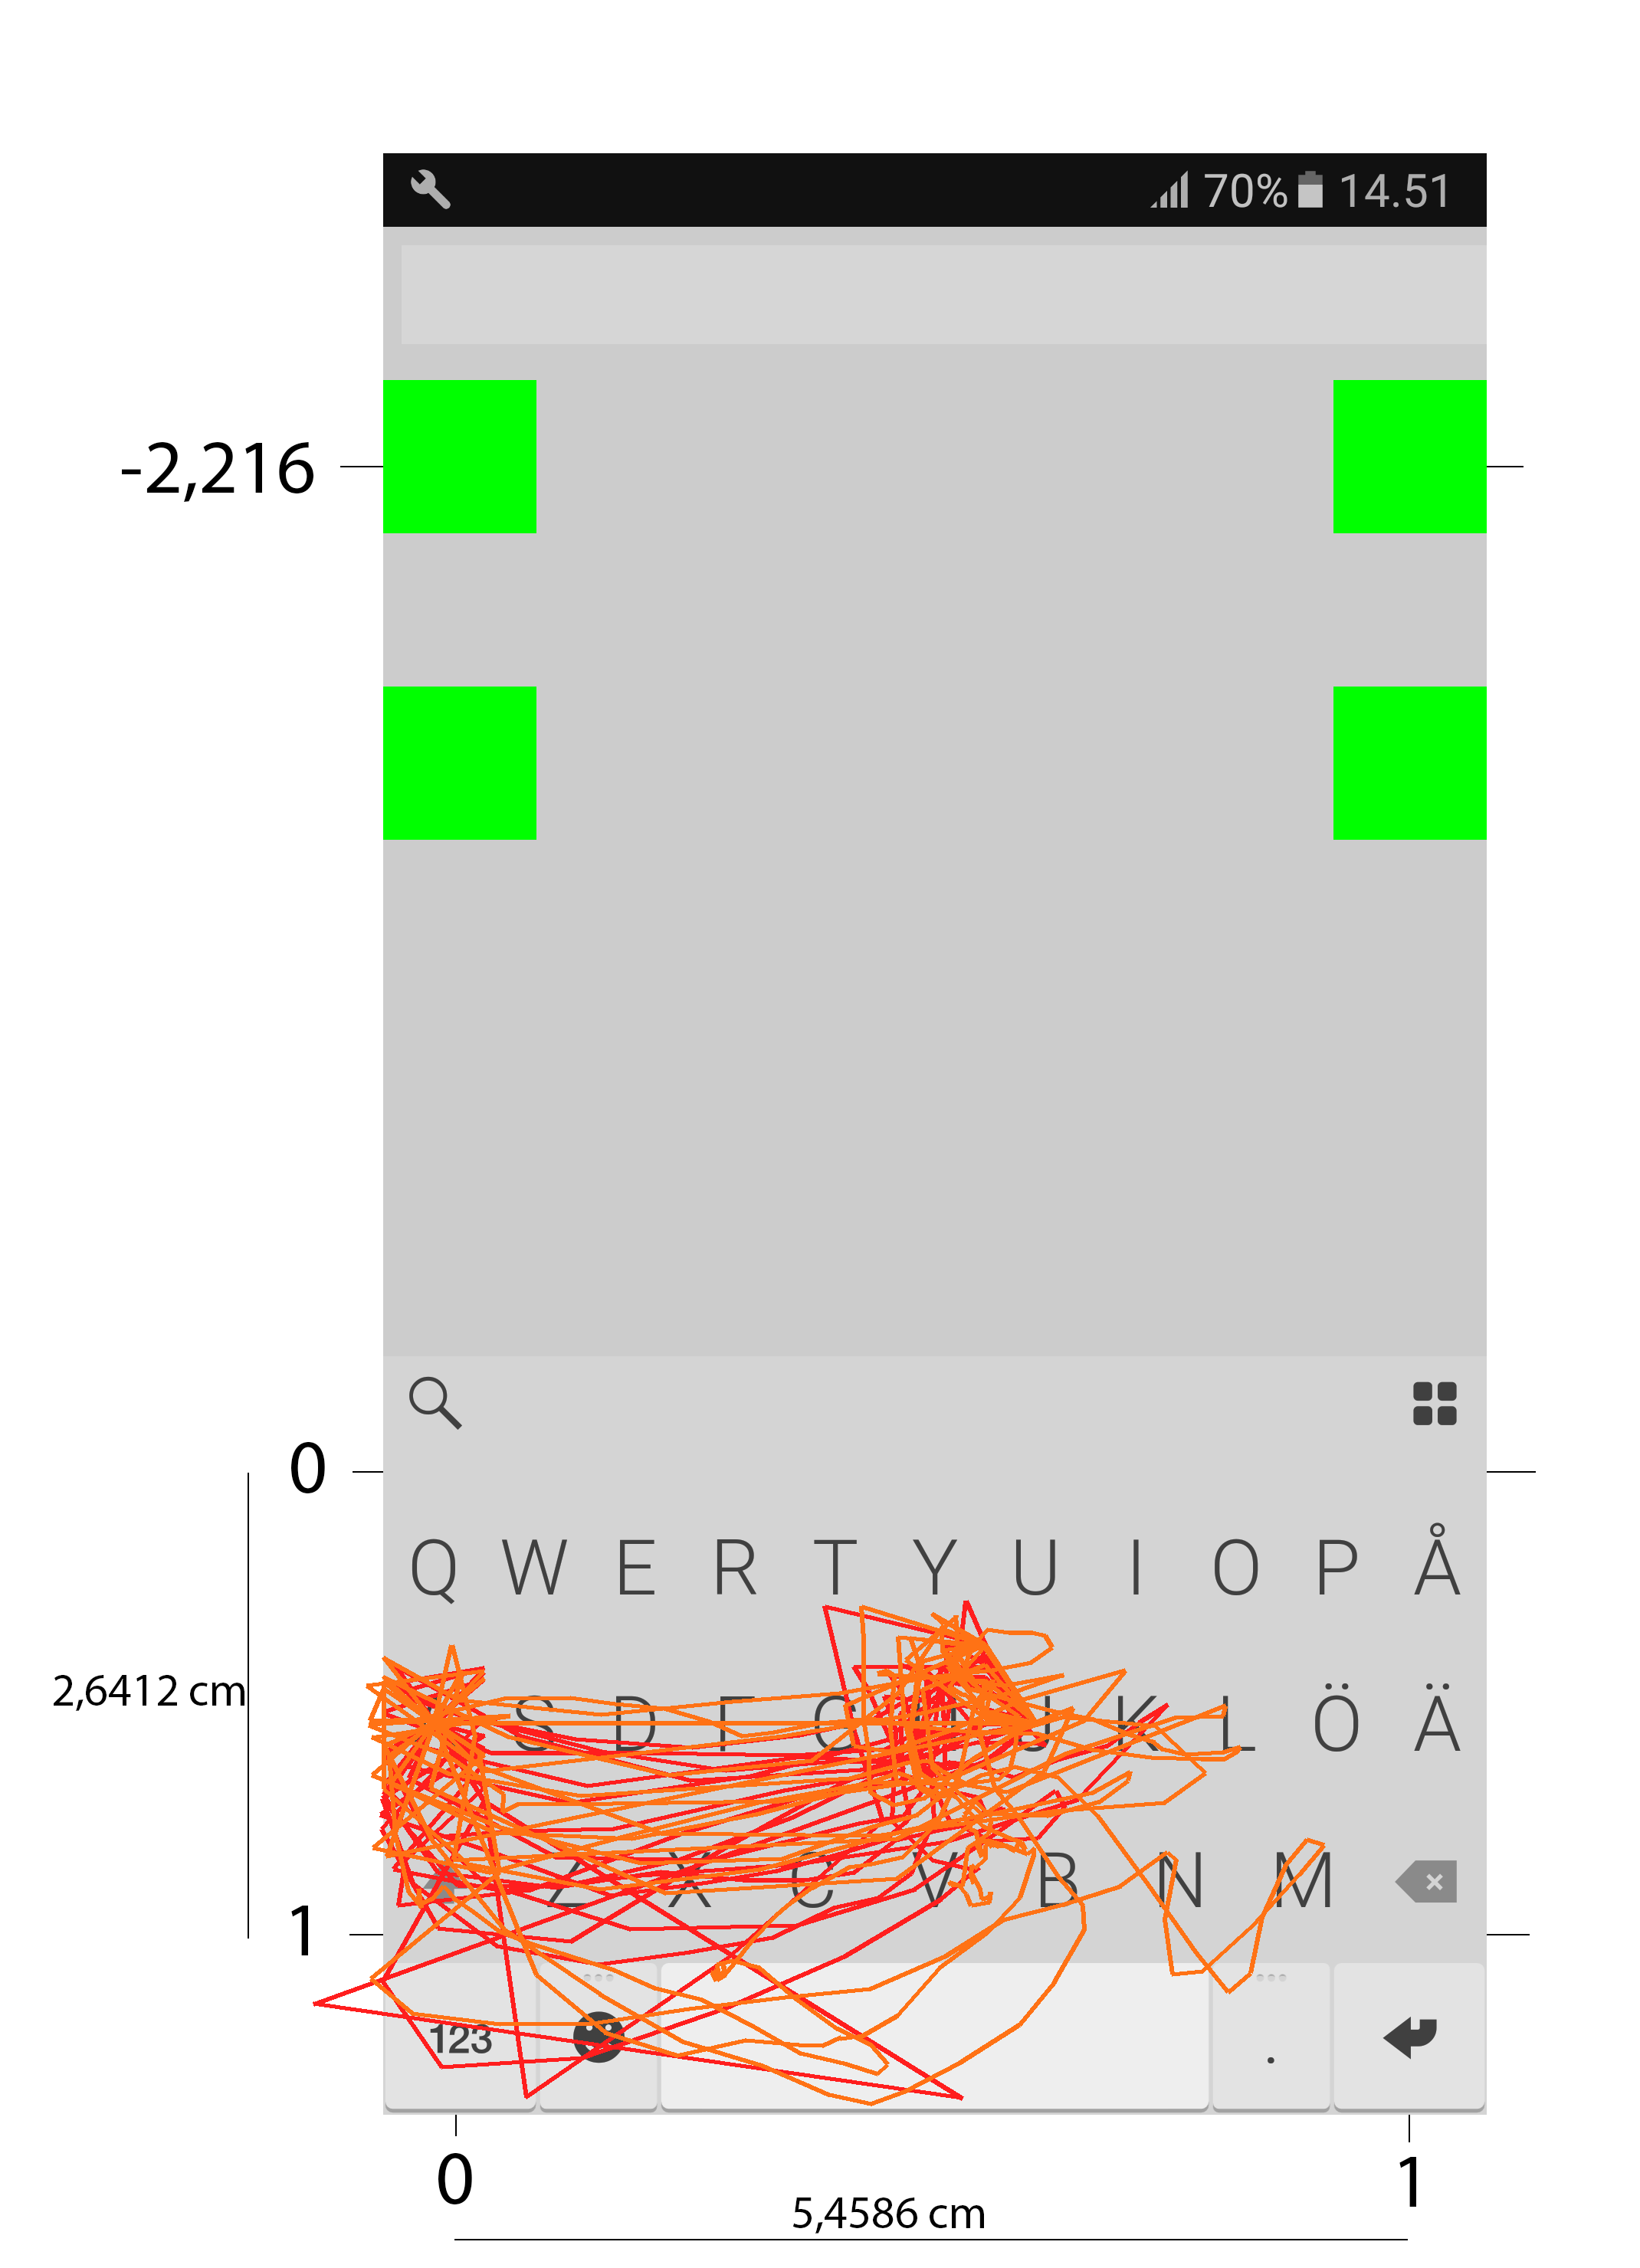 70% 14.51
-2,216
0
Q W E R T Y U I O P Å
2,6412 cm
S D F G H J K L Ö Ä
Z X C V B N M
1
123 .
0 1
5,4586 cm